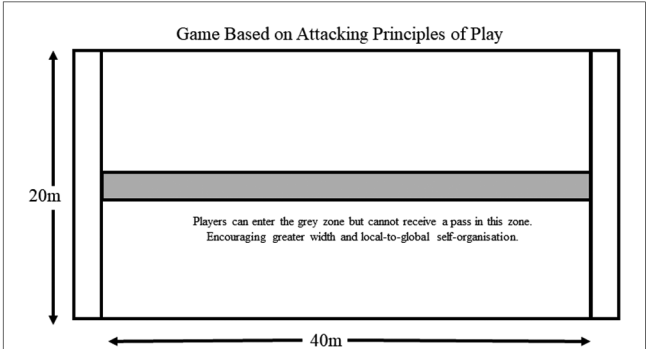 Game Based on Attacking Principles of Play
20m
Players can enter the grey zone but cannot receive a pass in this zone.
Encouraging greater width and local-to-global self-organisation.
40m